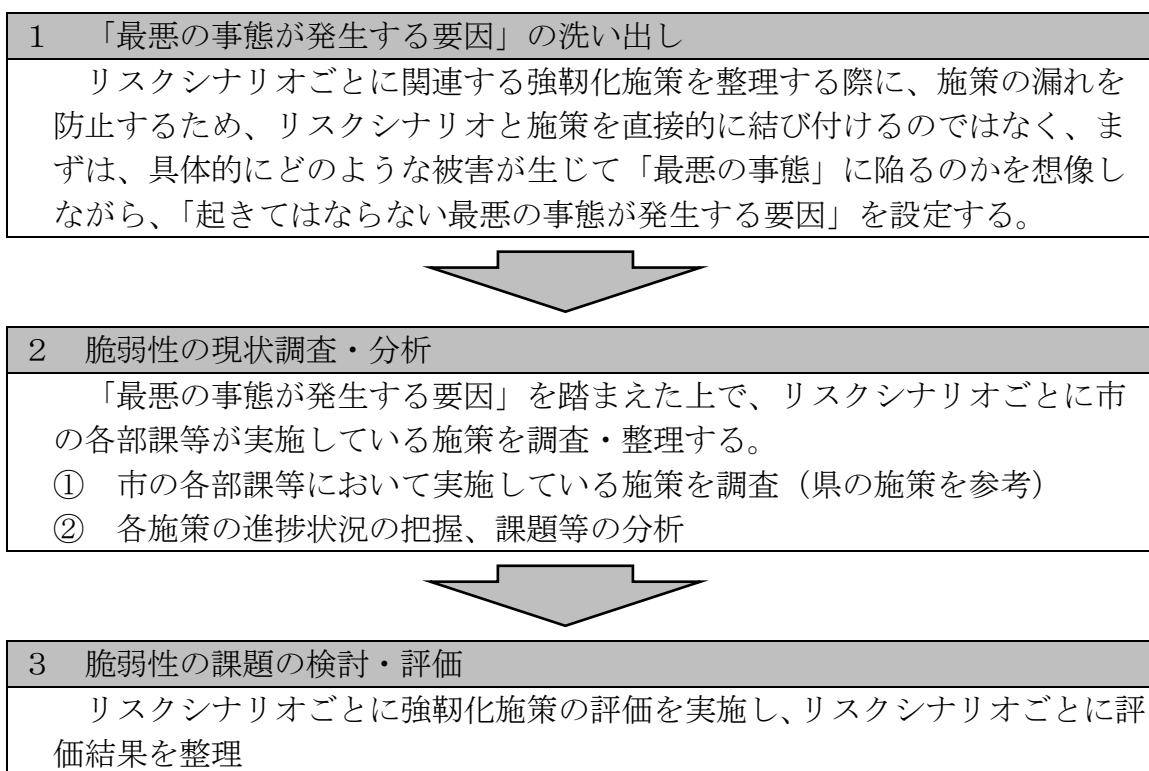 １　「最悪の事態が発生する要因」の洗い出し
リスクシナリオごとに関連する強靱化施策を整理する際に、施策の漏れを
防止するため、リスクシナリオと施策を直接的に結び付けるのではなく、ま
ずは、具体的にどのような被害が生じて「最悪の事態」に陥るのかを想像し
ながら、「起きてはならない最悪の事態が発生する要因」を設定する。
２　脆弱性の現状調査・分析
「最悪の事態が発生する要因」を踏まえた上で、リスクシナリオごとに市
の各部課等が実施している施策を調査・整理する。
①　市の各部課等において実施している施策を調査（県の施策を参考）
②　各施策の進捗状況の把握、課題等の分析
３　脆弱性の課題の検討・評価
リスクシナリオごとに強靱化施策の評価を実施し、リスクシナリオごとに評
価結果を整理